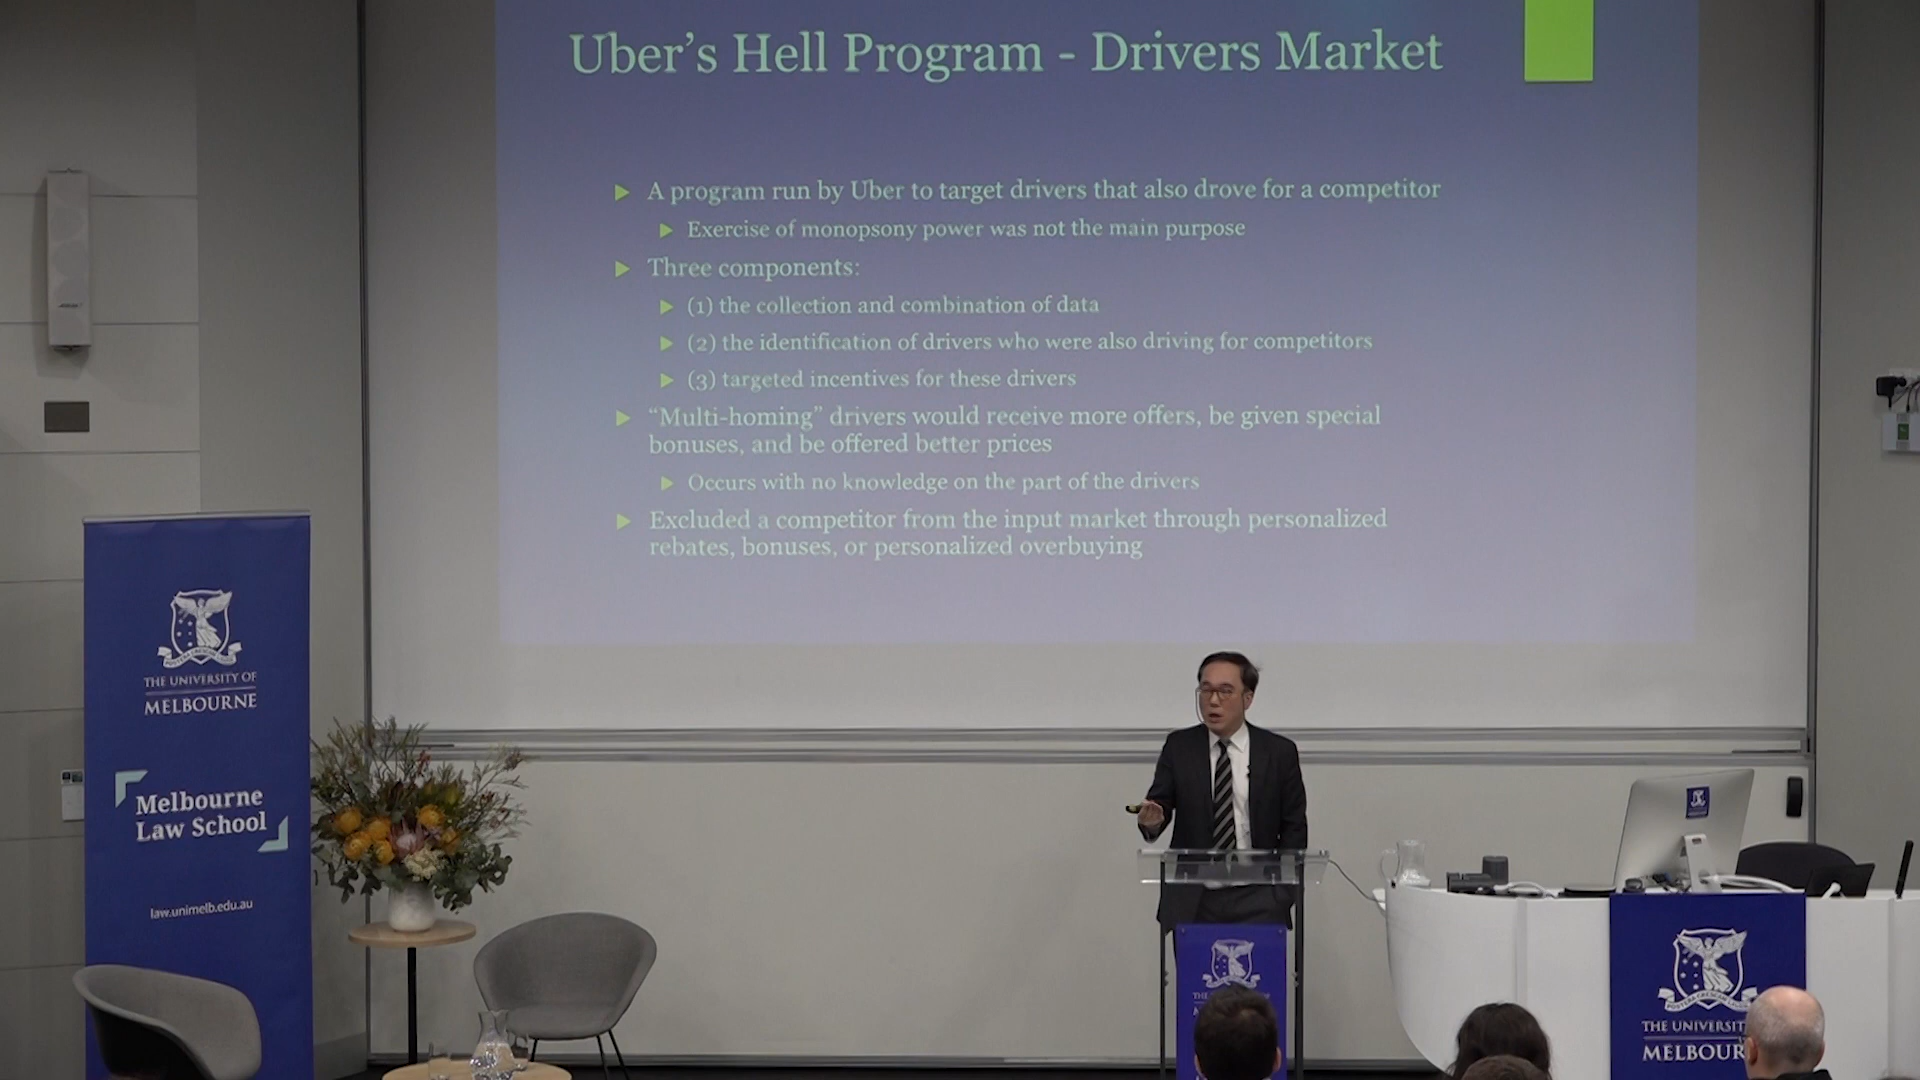 Uber's Hell Program - Drivers Market
A program run by Uber to target drivers that also drove for a competitor
Exercise of monopsony power was not the main purpose
Three components:
(1) the collection and combination of data
(2) the identification of drivers who were also driving for competitors
(3) targeted incentives for these drivers
“Multi-homing” drivers would receive more offers, be given special
bonuses, and be offered better prices
Occurs with no knowledge on the part of the drivers
Excluded a competitor from the input market through personalized
rebates, bonuses, or personalized overbuying
THE UNIVERSITY OF
MELBOURNE
Melbourne
Law School
law.unimelb.edu.au
THE UNIVERSIT
MELBOUR